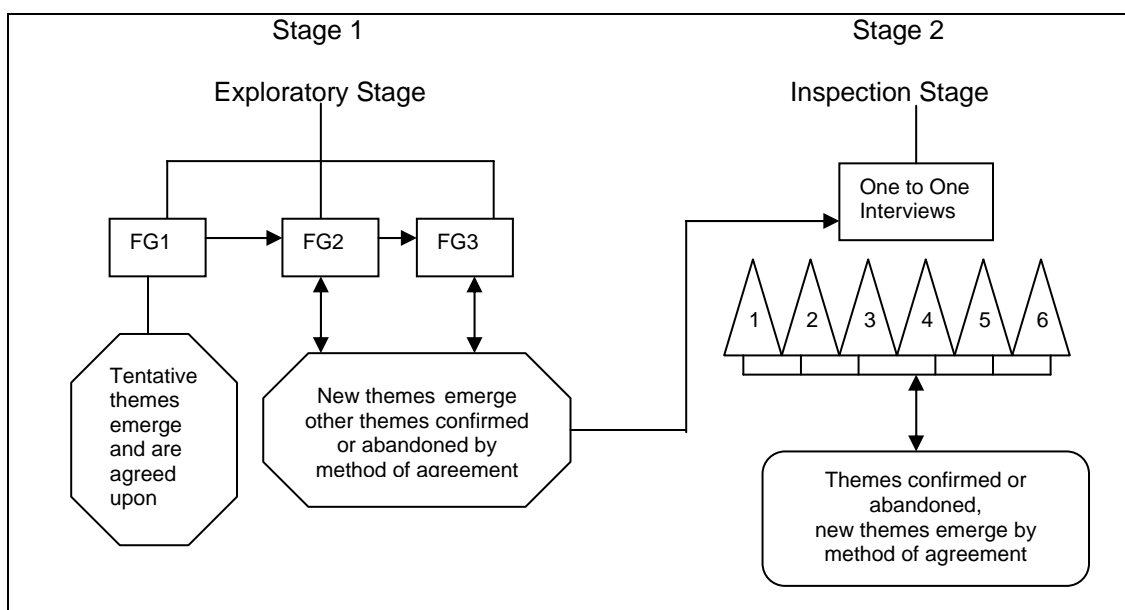 Stage 1
Stage 2
Exploratory Stage
Inspection Stage
One to One
Interviews
FG1
FG2
FG3
1
2
3
4
5
6
Tentative
themes
emerge
and are
agreed
upon
New themes emerge
other themes confirmed
or abandoned by
method of agreement
Themes confirmed or
abandoned,
new themes emerge by
method of agreement